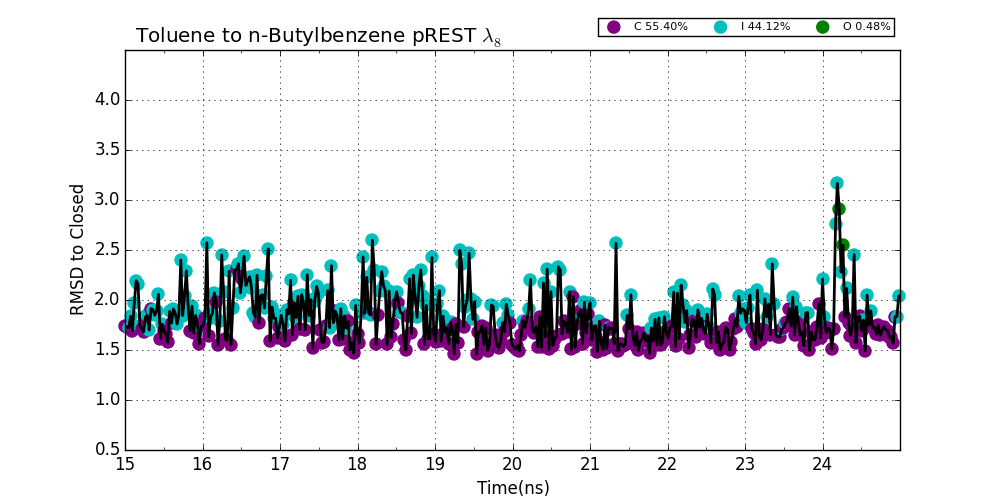 Toluene to n-Butylbenzene pREST λ₈
C 55.40% I 44.12% O 0.48%
RMSD to Closed
4.0
3.5
3.0
2.5
2.0
1.5
1.0
0.5
15 16 17 18 19 20 21 22 23 24
Time(ns)